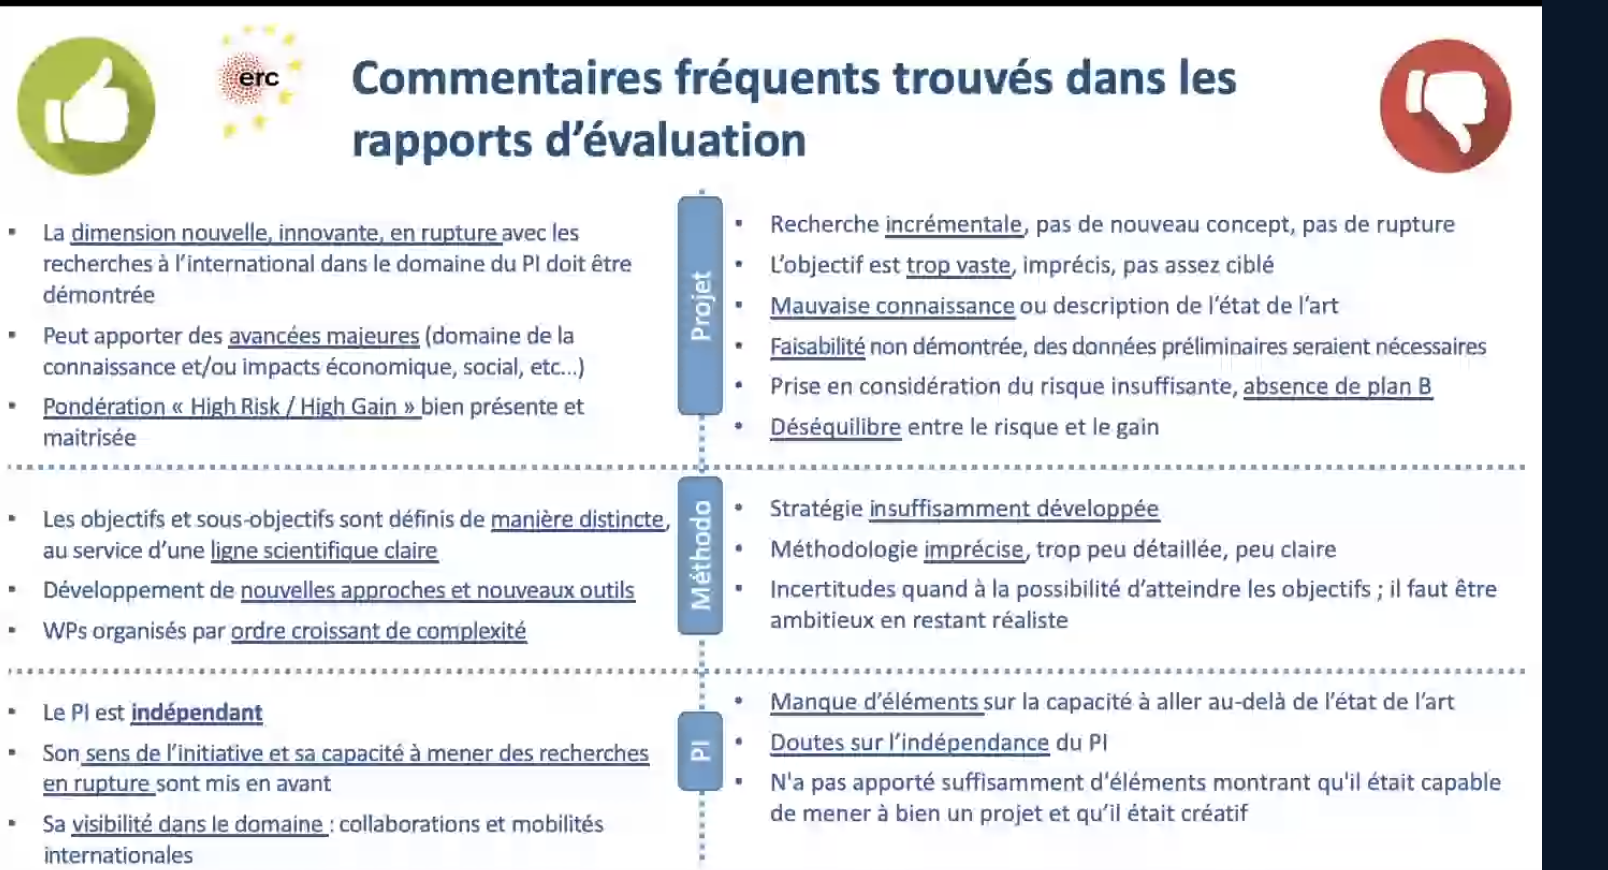 erc
Commentaires fréquents trouvés dans les
rapports d'évaluation
Projet
▪ La dimension nouvelle, innovante, en rupture avec les
recherches à l'international dans le domaine du PI doit être
démontrée
▪ Peut apporter des avancées majeures (domaine de la
connaissance et/ou impacts économique, social, etc...)
▪ Pondération « High Risk / High Gain » bien présente et
maitrisée
• Recherche incrémentale, pas de nouveau concept, pas de rupture
• L'objectif est trop vaste, imprécis, pas assez ciblé
• Mauvaise connaissance ou description de l'état de l'art
• Faisabilité non démontrée, des données préliminaires seraient nécessaires
• Prise en considération du risque insuffisante, absence de plan B
• Déséquilibre entre le risque et le gain
Méthodo
▪ Les objectifs et sous-objectifs sont définis de manière distincte,
au service d'une ligne scientifique claire
▪ Développement de nouvelles approches et nouveaux outils
▪ WPs organisés par ordre croissant de complexité
• Stratégie insuffisamment développée
• Méthodologie imprécise, trop peu détaillée, peu claire
• Incertitudes quand à la possibilité d'atteindre les objectifs ; il faut être
ambitieux en restant réaliste
PI
▪ Le PI est indépendant
▪ Son sens de l'initiative et sa capacité à mener des recherches
en rupture sont mis en avant
▪ Sa visibilité dans le domaine : collaborations et mobilités
internationales
• Manque d'éléments sur la capacité à aller au-delà de l'état de l'art
• Doutes sur l'indépendance du PI
• N'a pas apporté suffisamment d'éléments montrant qu'il était capable
de mener à bien un projet et qu'il était créatif